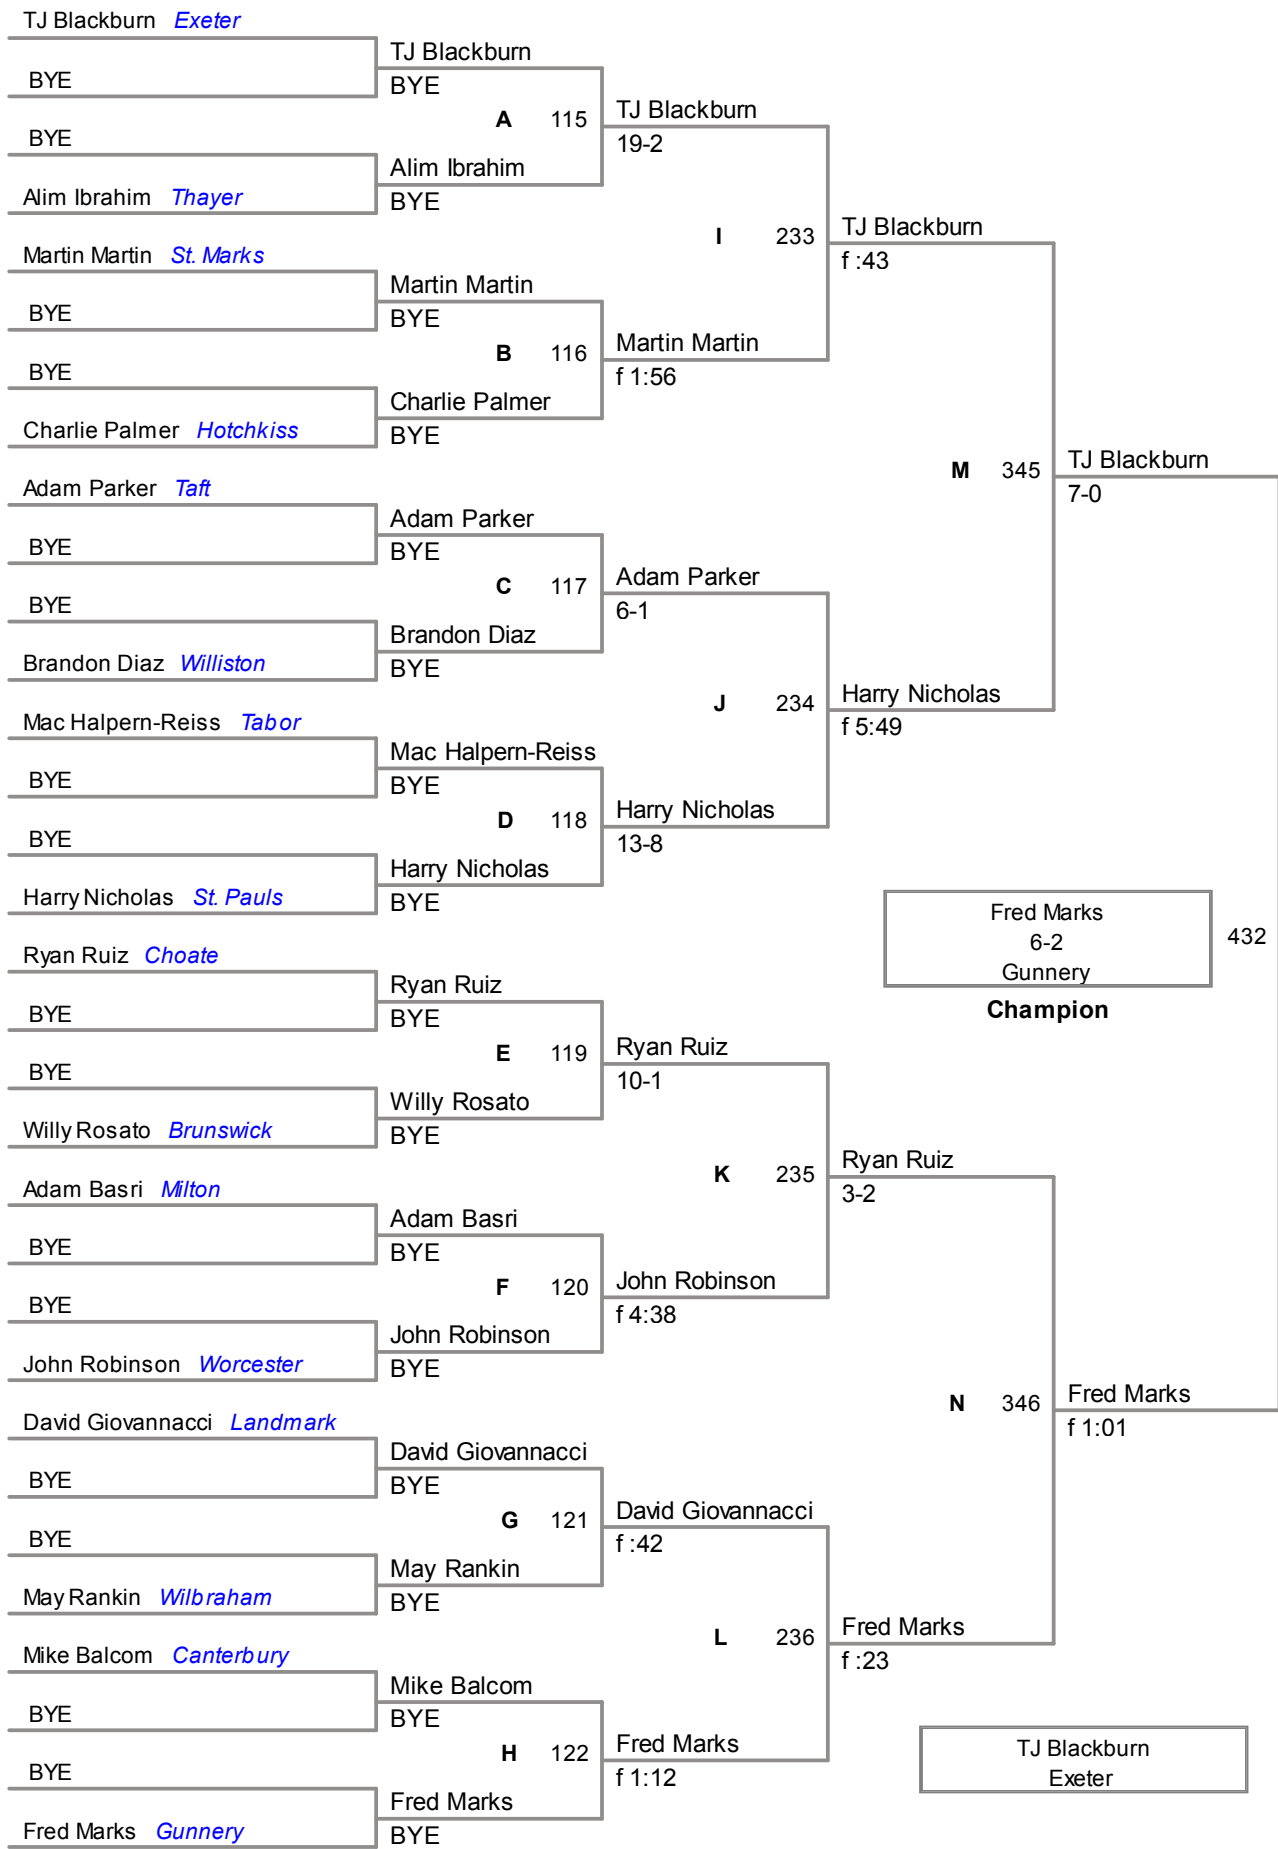 TJ Blackburn Exeter
BYE
BYE
Alim Ibrahim Thayer
Martin Martin St. Marks
BYE
BYE
Charlie Palmer Hotchkiss
Adam Parker Taft
BYE
BYE
Brandon Diaz Williston
Mac Halpern-Reiss Tabor
BYE
BYE
Harry Nicholas St. Pauls
Ryan Ruiz Choate
BYE
BYE
Willy Rosato Brunswick
Adam Basri Milton
BYE
BYE
John Robinson Worcester
David Giovannacci Landmark
BYE
BYE
May Rankin Wilbraham
Mike Balcom Canterbury
BYE
BYE
Fred Marks Gunnery
TJ Blackburn
BYE
A 115
Alim Ibrahim
BYE
Martin Martin
BYE
B 116
Charlie Palmer
BYE
Adam Parker
BYE
C 117
Brandon Diaz
BYE
Mac Halpern-Reiss
BYE
D 118
Harry Nicholas
BYE
Ryan Ruiz
BYE
E 119
Willy Rosato
BYE
Adam Basri
BYE
F 120
John Robinson
BYE
David Giovannacci
BYE
G 121
May Rankin
BYE
Mike Balcom
BYE
H 122
Fred Marks
BYE
TJ Blackburn
19-2
I 233
Martin Martin
f 1:56
Adam Parker
6-1
J 234
Harry Nicholas
13-8
Ryan Ruiz
10-1
K 235
John Robinson
f 4:38
David Giovannacci
f :42
L 236
Fred Marks
f 1:12
TJ Blackburn
f :43
M 345
Harry Nicholas
f 5:49
Ryan Ruiz
3-2
N 346
Fred Marks
f :23
TJ Blackburn
7-0
Fred Marks
6-2
Gunnery
432
Champion
Fred Marks
f 1:01
TJ Blackburn
Exeter